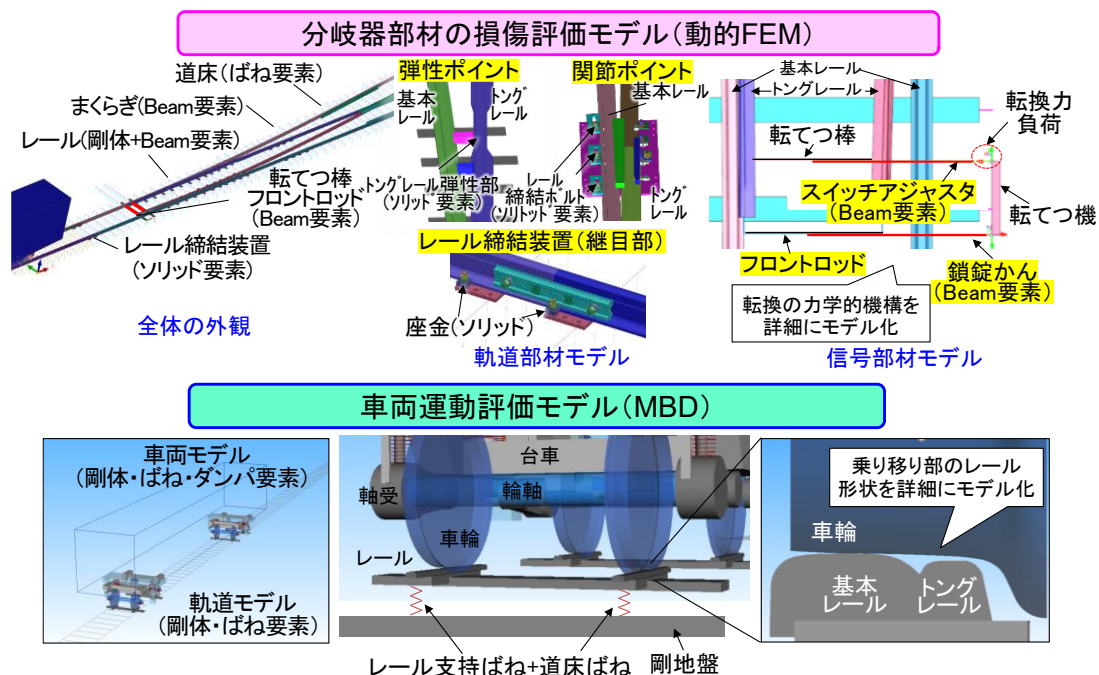 分岐器部材の損傷評価モデル(動的FEM)
道床(ばね要素)
まくらぎ(Beam要素)
レール(剛体+Beam要素)
転てつ棒
フロントロッド
(Beam要素)
レール締結装置
(ソリッド要素)
全体の外観
弾性ポイント
基本
レール
トング
レール
トングレール弾性部
(ソリッド要素)
関節ポイント
基本レール
レール
締結ボルト
(ソリッド要素)
トング
レール
レール締結装置(継目部)
座金(ソリッド)
軌道部材モデル
基本レール
トングレール
転てつ棒
転換力
負荷
スイッチアジャスタ
(Beam要素)
転てつ機
フロントロッド
鎖錠かん
(Beam要素)
転換の力学的機構を
詳細にモデル化
信号部材モデル
車両運動評価モデル(MBD)
車両モデル
(剛体・ばね・ダンパ要素)
軌道モデル
(剛体・ばね要素)
台車
軸受
輪軸
車輪
レール
レール支持ばね+道床ばね
剛地盤
乗り移り部のレール
形状を詳細にモデル化
車輪
基本
レール
トング
レール